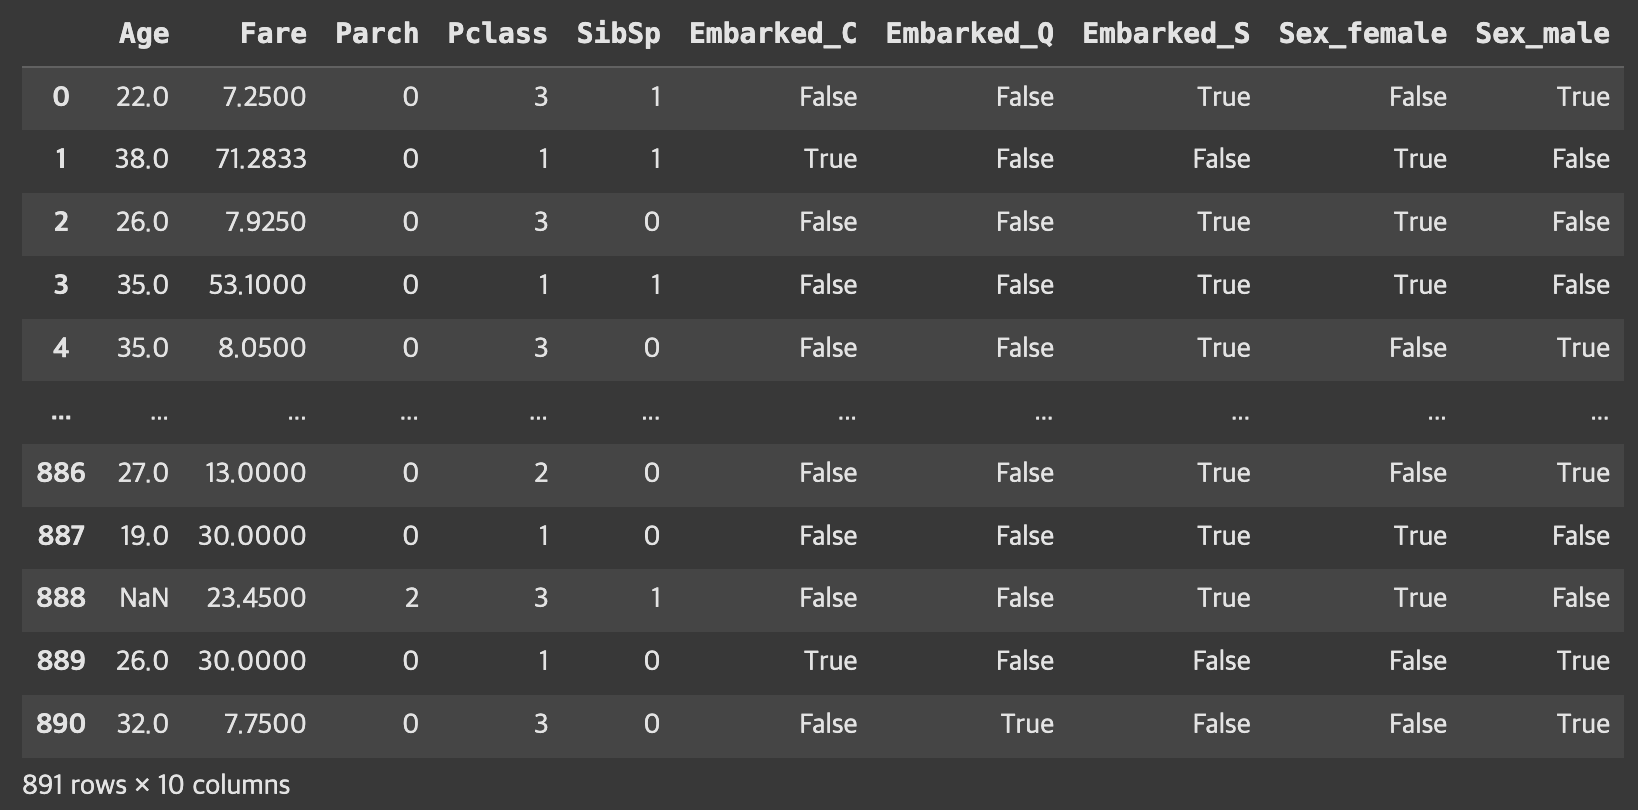 Age Fare Parch Pclass SibSp Embarked_C Embarked_Q Embarked_S Sex_female Sex_male
0 22.0 7.2500 0 3 1 False False True False True
1 38.0 71.2833 0 1 1 True False False True False
2 26.0 7.9250 0 3 0 False False True True False
3 35.0 53.1000 0 1 1 False False True True False
4 35.0 8.0500 0 3 0 False False True False True
... ... ... ... ... ... ... ... ... ... ...
886 27.0 13.0000 0 2 0 False False True False True
887 19.0 30.0000 0 1 0 False False True True False
888 NaN 23.4500 2 3 1 False False True True False
889 26.0 30.0000 0 1 0 True False False False True
890 32.0 7.7500 0 3 0 False True False False True
891 rows × 10 columns